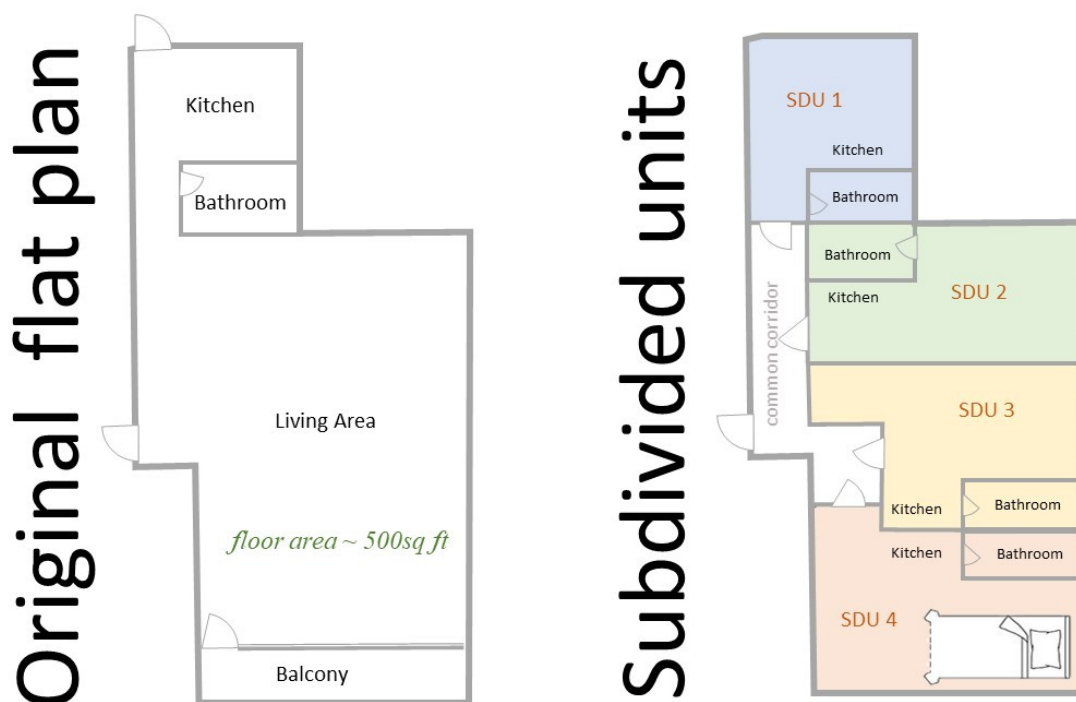 Original flat plan
Kitchen
Bathroom
Living Area
floor area ~ 500sq ft
Balcony
Subdivided units
SDU 1
Kitchen
Bathroom
Bathroom
Kitchen
SDU 2
common corridor
SDU 3
Kitchen
Bathroom
Kitchen
Bathroom
SDU 4